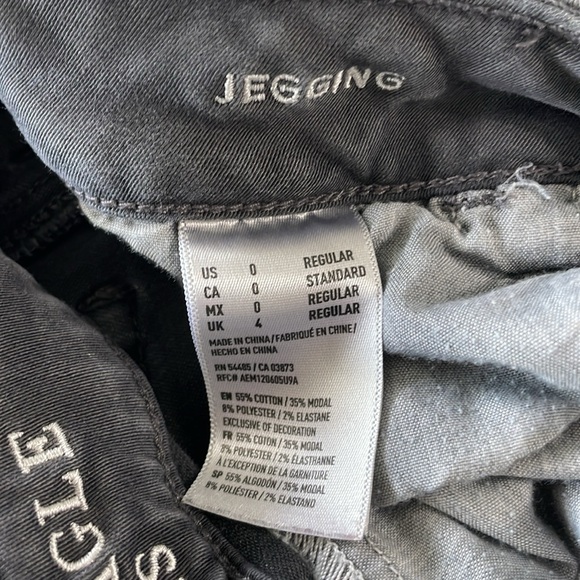 JEGGING
US 0 REGULAR
CA 0 STANDARD
MX 0 REGULAR
UK 4 REGULAR
MADE IN CHINA/FABRIQUÉ EN CHINE/
HECHO EN CHINA
RN 54485 / CA 03873
RFC# AEM120605U9A
EN 55% COTTON / 35% MODAL
8% POLYESTER / 2% ELASTANE
EXCLUSIVE OF DECORATION
FR 55% COTON / 35% MODAL
8% POLYESTER / 2% ÉLASTHANNE
À L'EXCEPTION DE LA GARNITURE
SP 55% ALGODÓN / 35% MODAL
8% POLIÉSTER / 2% ELASTANO
GLE